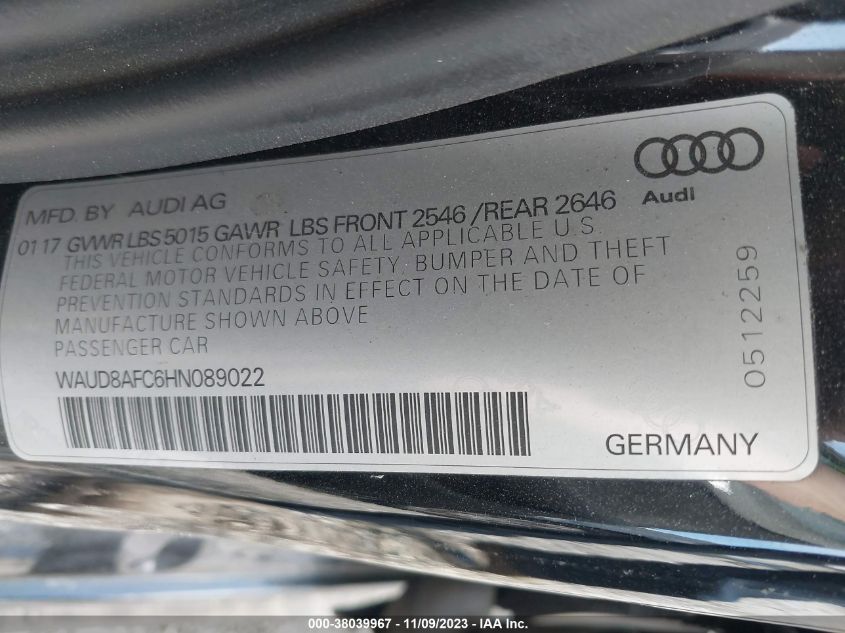 Audi
MFD. BY AUDI AG
01 17 GVWR LBS 5015 GAWR LBS FRONT 2546 /REAR 2646
THIS VEHICLE CONFORMS TO ALL APPLICABLE U.S.
FEDERAL MOTOR VEHICLE SAFETY, BUMPER AND THEFT
PREVENTION STANDARDS IN EFFECT ON THE DATE OF
MANUFACTURE SHOWN ABOVE
PASSENGER CAR
WAUD8AFC6HN089022
GERMANY
0512259
000-38039967 - 11/09/2023 - IAA Inc.